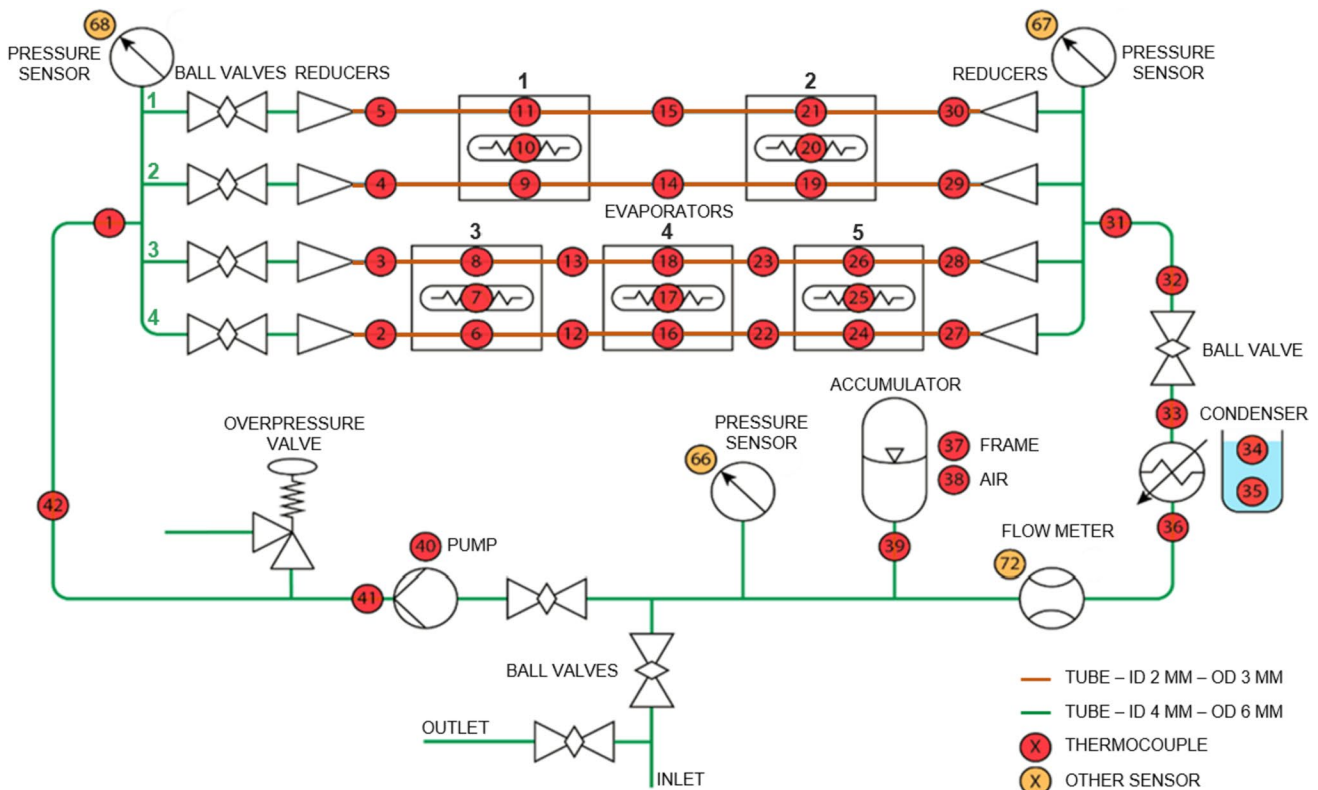 68
67
PRESSURE
SENSOR
BALL VALVES
REDUCERS
REDUCERS
PRESSURE
SENSOR
1
2
1
5
11
15
21
30
10
20
2
4
9
14
19
29
EVAPORATORS
1
3
4
5
31
3
3
8
13
18
23
26
28
32
7
17
25
4
2
6
12
16
22
24
27
BALL VALVE
OVERPRESSURE
VALVE
PRESSURE
SENSOR
ACCUMULATOR
33
CONDENSER
66
37 FRAME
38 AIR
34
35
42
40 PUMP
39
FLOW METER
36
72
41
BALL VALVES
OUTLET
INLET
TUBE – ID 2 MM – OD 3 MM
TUBE – ID 4 MM – OD 6 MM
X THERMOCOUPLE
X OTHER SENSOR